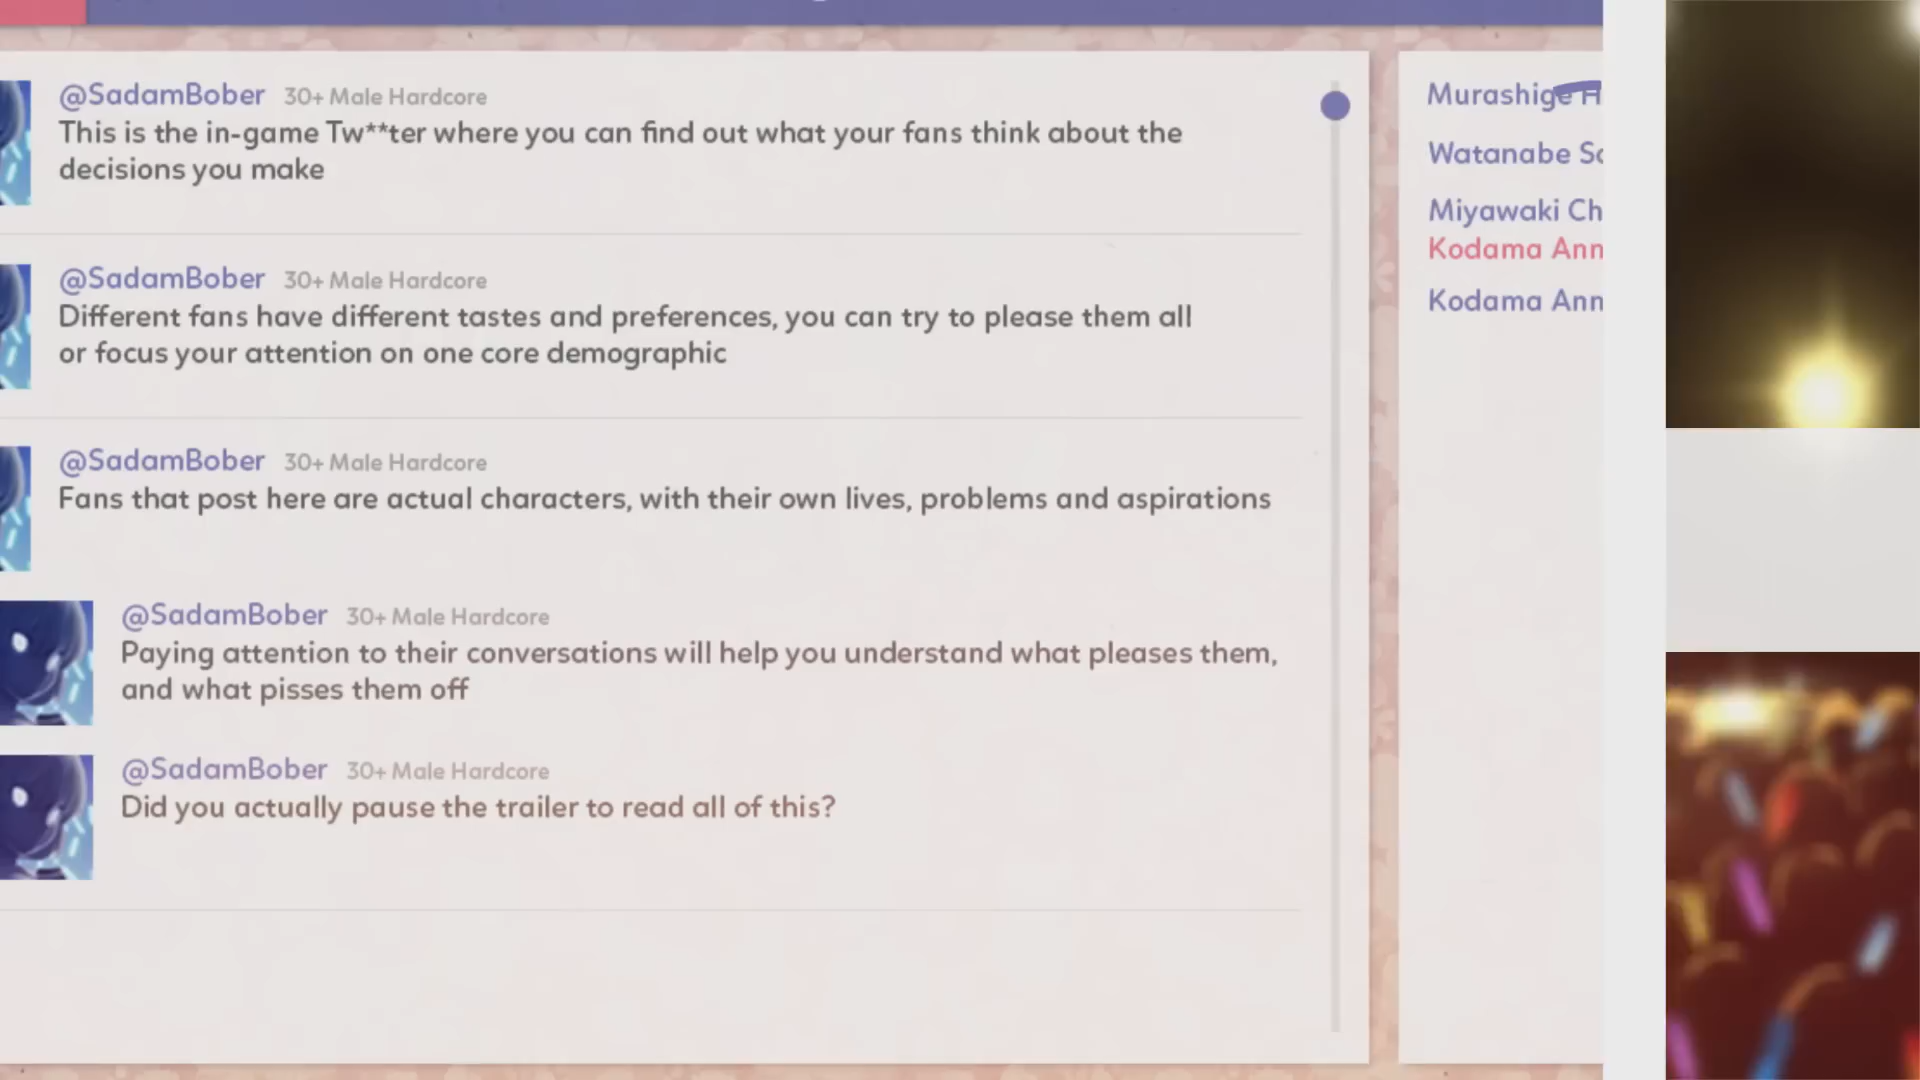 @SadamBober 30+ Male Hardcore
This is the in-game Tw**ter where you can find out what your fans think about the
decisions you make
@SadamBober 30+ Male Hardcore
Different fans have different tastes and preferences, you can try to please them all
or focus your attention on one core demographic
@SadamBober 30+ Male Hardcore
Fans that post here are actual characters, with their own lives, problems and aspirations
@SadamBober 30+ Male Hardcore
Paying attention to their conversations will help you understand what pleases them,
and what pisses them off
@SadamBober 30+ Male Hardcore
Did you actually pause the trailer to read all of this?
Murashige
Watanabe
Miyawaki
Kodama
Kodama